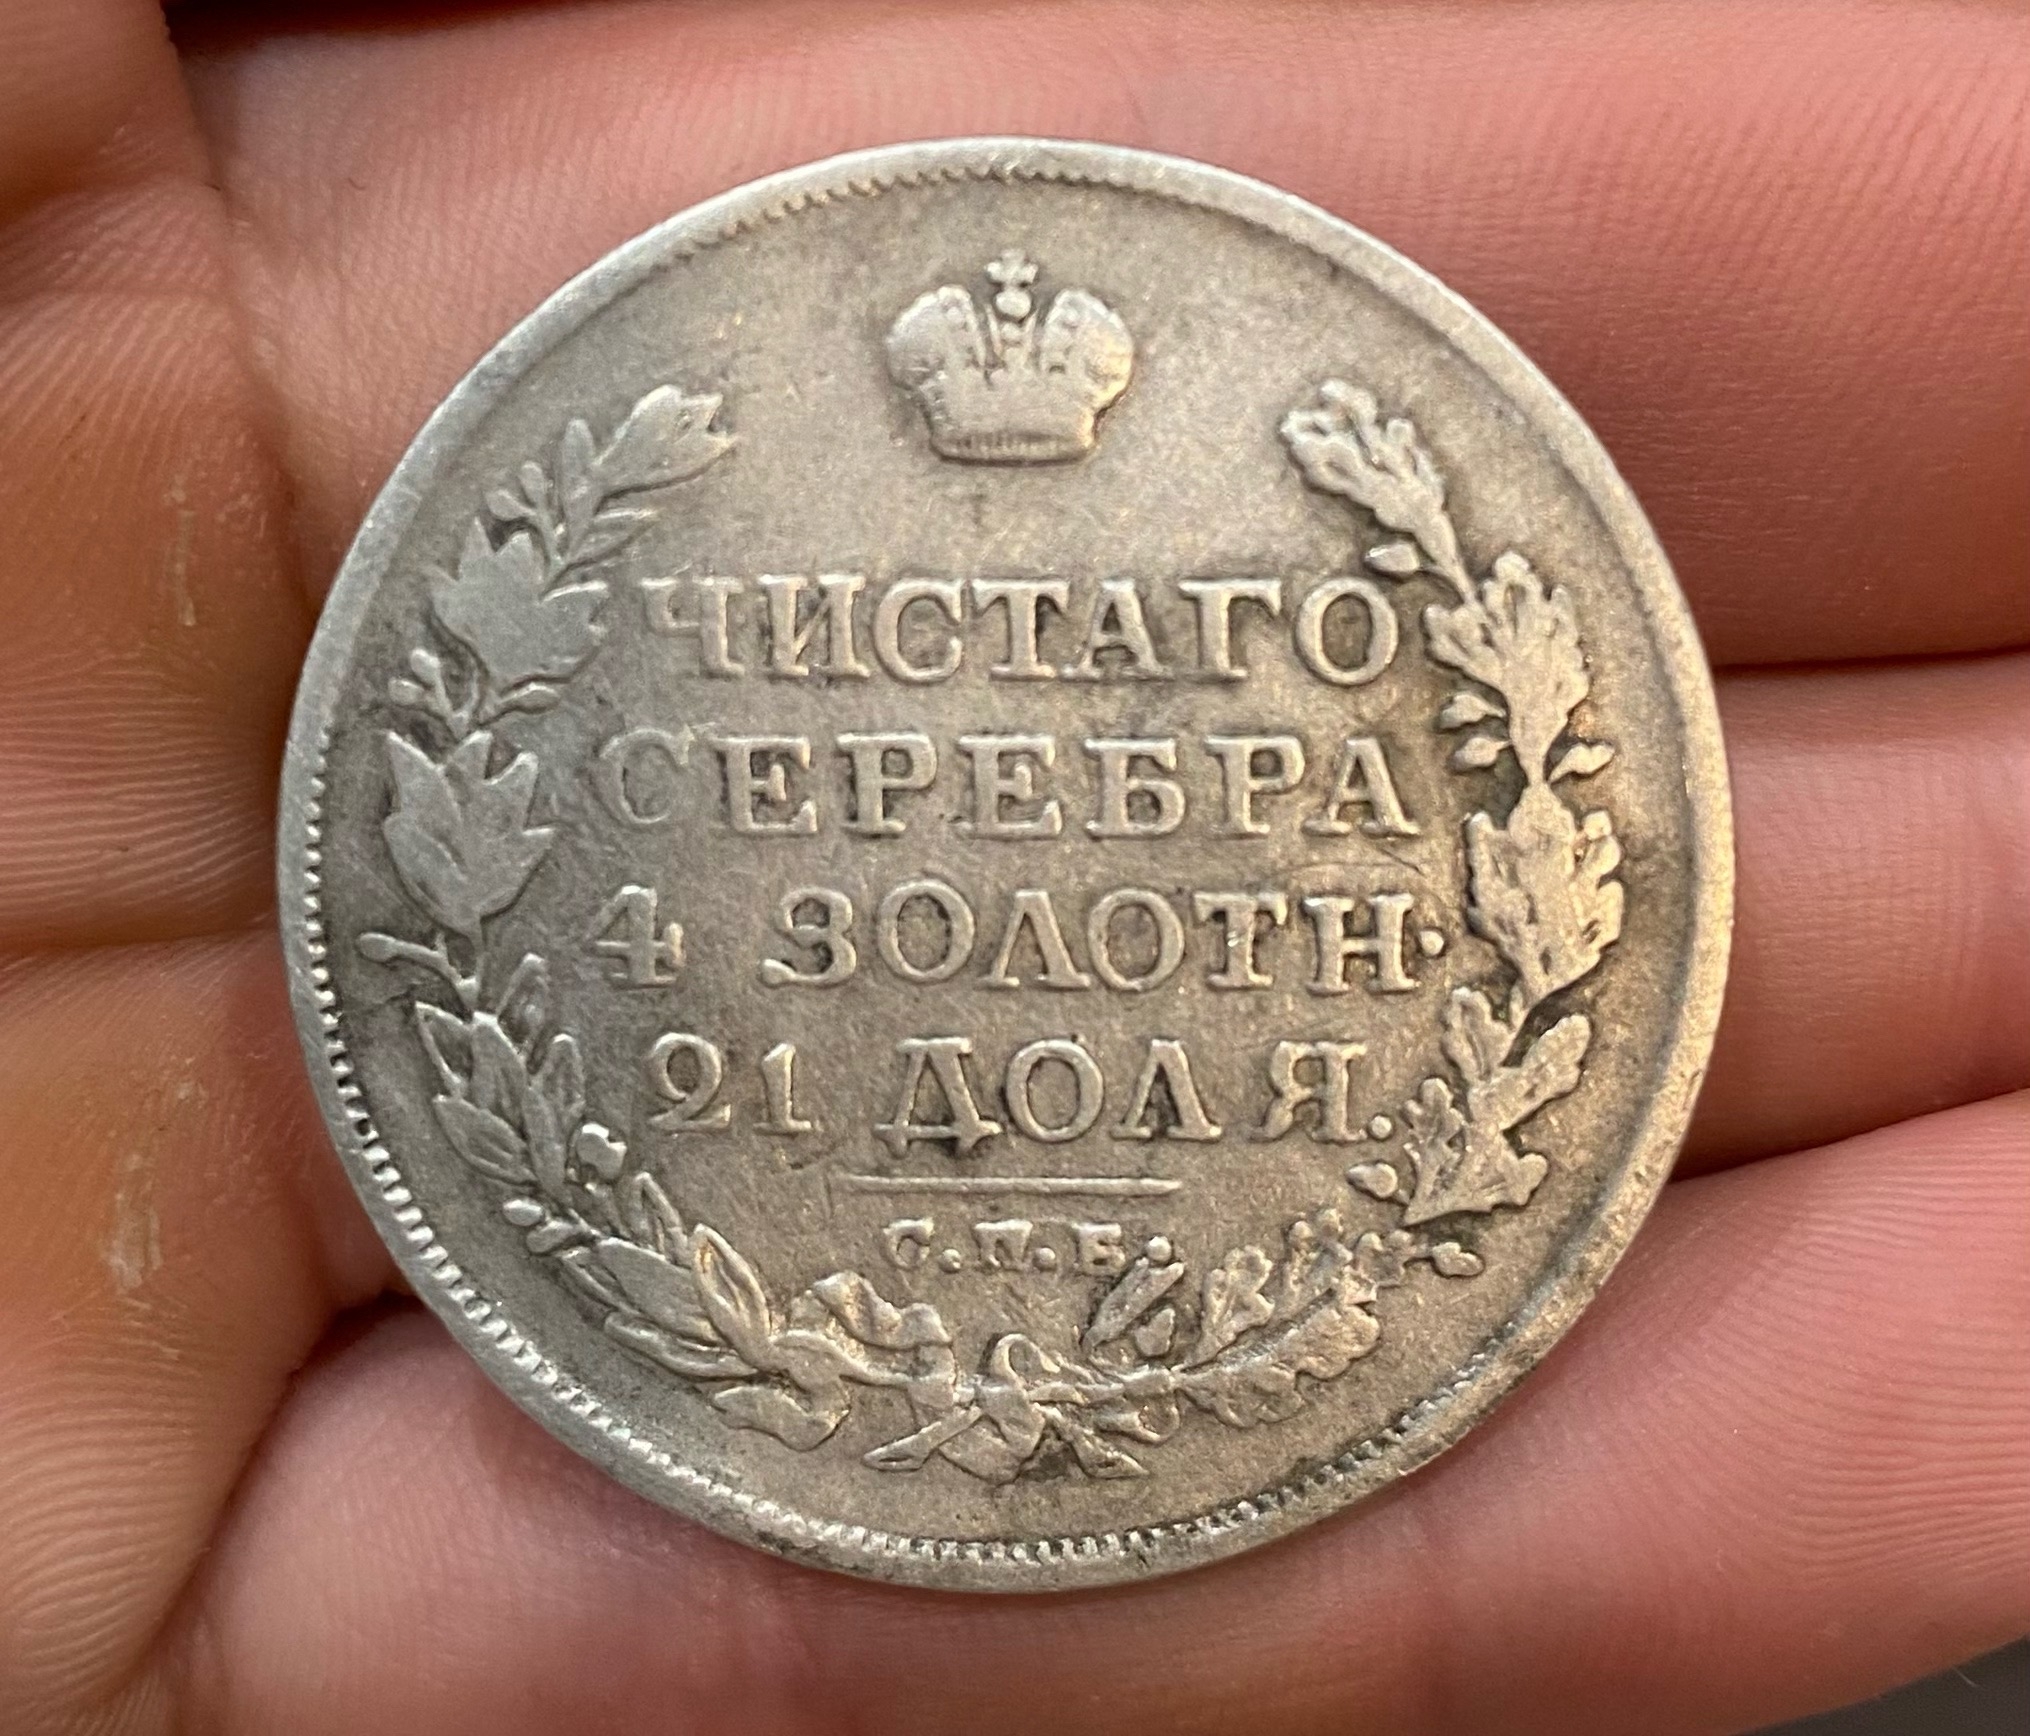 ЧИСТАГО
СЕРЕБРА
4 ЗОЛОТН.
21 ДОЛЯ.
С.П.Б.